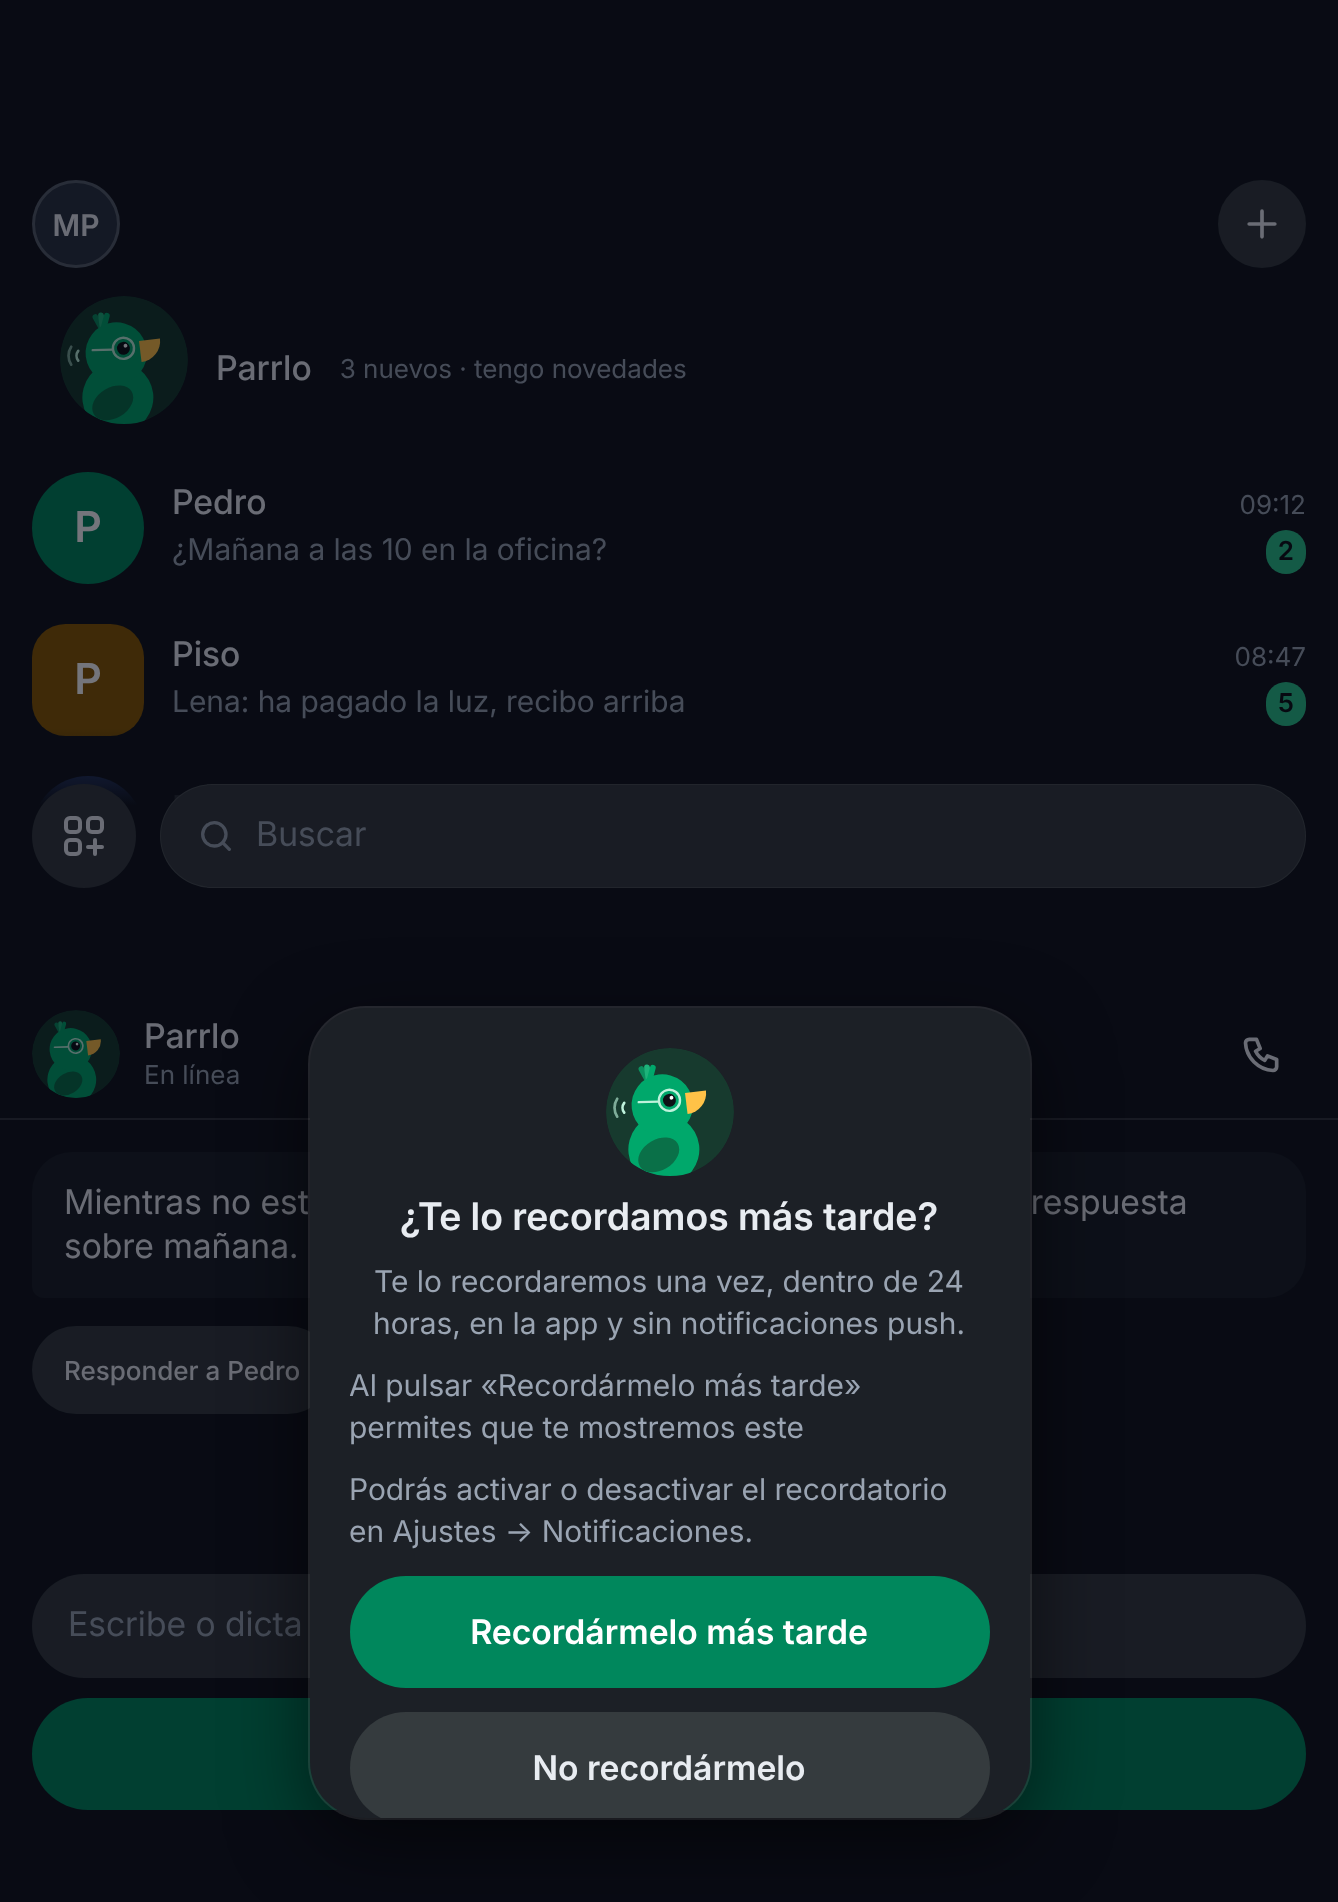 MP
Parrlo 3 nuevos · tengo novedades
P
Pedro
09:12
¿Mañana a las 10 en la oficina?
2
P
Piso
08:47
Lena: ha pagado la luz, recibo arriba
5
Buscar
Parrlo
En línea
¿Te lo recordamos más tarde?
Te lo recordaremos una vez, dentro de 24
horas, en la app y sin notificaciones push.
Al pulsar «Recordármelo más tarde»
permites que te mostremos este
Podrás activar o desactivar el recordatorio
en Ajustes → Notificaciones.
Recordármelo más tarde
No recordármelo
Mientras no est
respuesta
sobre mañana.
Responder a Pedro
Escribe o dicta